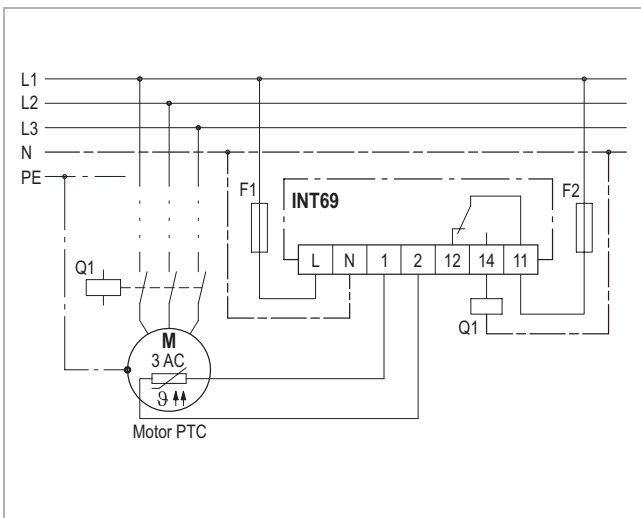 L1
L2
L3
N
PE
F1
INT69
F2
L N 1 2 12 14 11
Q1
Q1
M
3 AC
ϑ
Motor PTC